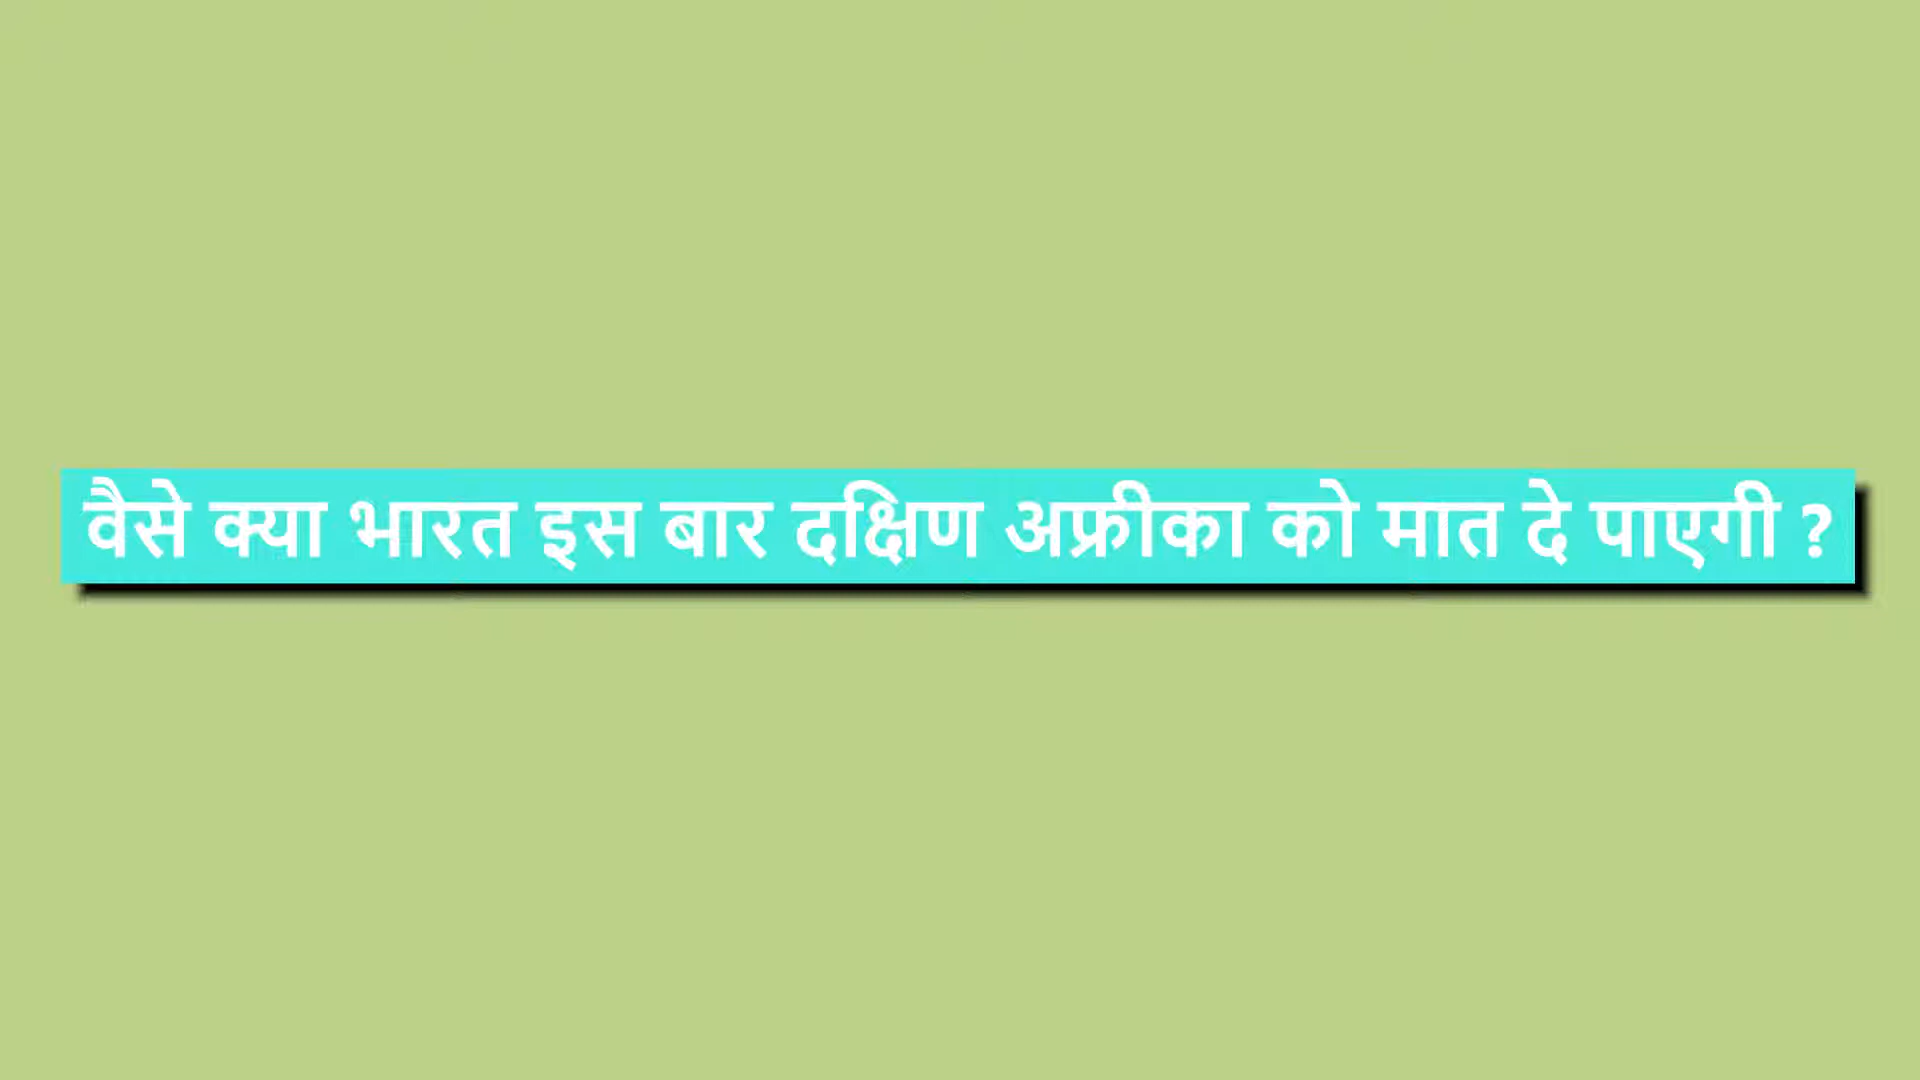 वैसे क्या भारत इस बार दक्षिण अफ्रीका को मात दे पाएगी ?